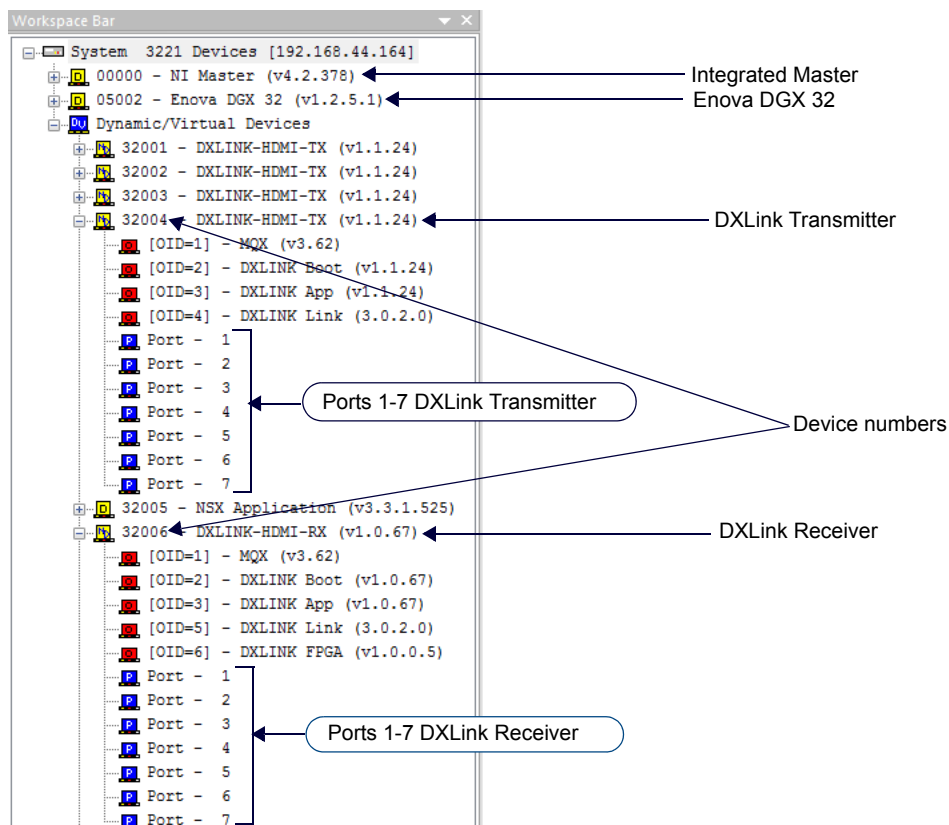 Workspace Bar
System 3221 Devices [192.168.44.164]
00000 - NI Master (v4.2.378)
Integrated Master
05002 - Enova DGX 32 (v1.2.5.1)
Enova DGX 32
Dynamic/Virtual Devices
32001 - DXLINK-HDMI-TX (v1.1.24)
32002 - DXLINK-HDMI-TX (v1.1.24)
32003 - DXLINK-HDMI-TX (v1.1.24)
32004 - DXLINK-HDMI-TX (v1.1.24)
DXLink Transmitter
[OID=1] - MQX (v3.62)
[OID=2] - DXLINK Boot (v1.1.24)
[OID=3] - DXLINK App (v1.1.24)
[OID=4] - DXLINK Link (3.0.2.0)
Port - 1
Port - 2
Port - 3
Port - 4
Port - 5
Port - 6
Port - 7
Ports 1-7 DXLink Transmitter
Device numbers
32005 - NSX Application (v3.3.1.525)
32006 - DXLINK-HDMI-RX (v1.0.67)
DXLink Receiver
[OID=1] - MQX (v3.62)
[OID=2] - DXLINK Boot (v1.0.67)
[OID=3] - DXLINK App (v1.0.67)
[OID=5] - DXLINK Link (3.0.2.0)
[OID=6] - DXLINK FPGA (v1.0.0.5)
Port - 1
Port - 2
Port - 3
Port - 4
Port - 5
Port - 6
Port - 7
Ports 1-7 DXLink Receiver